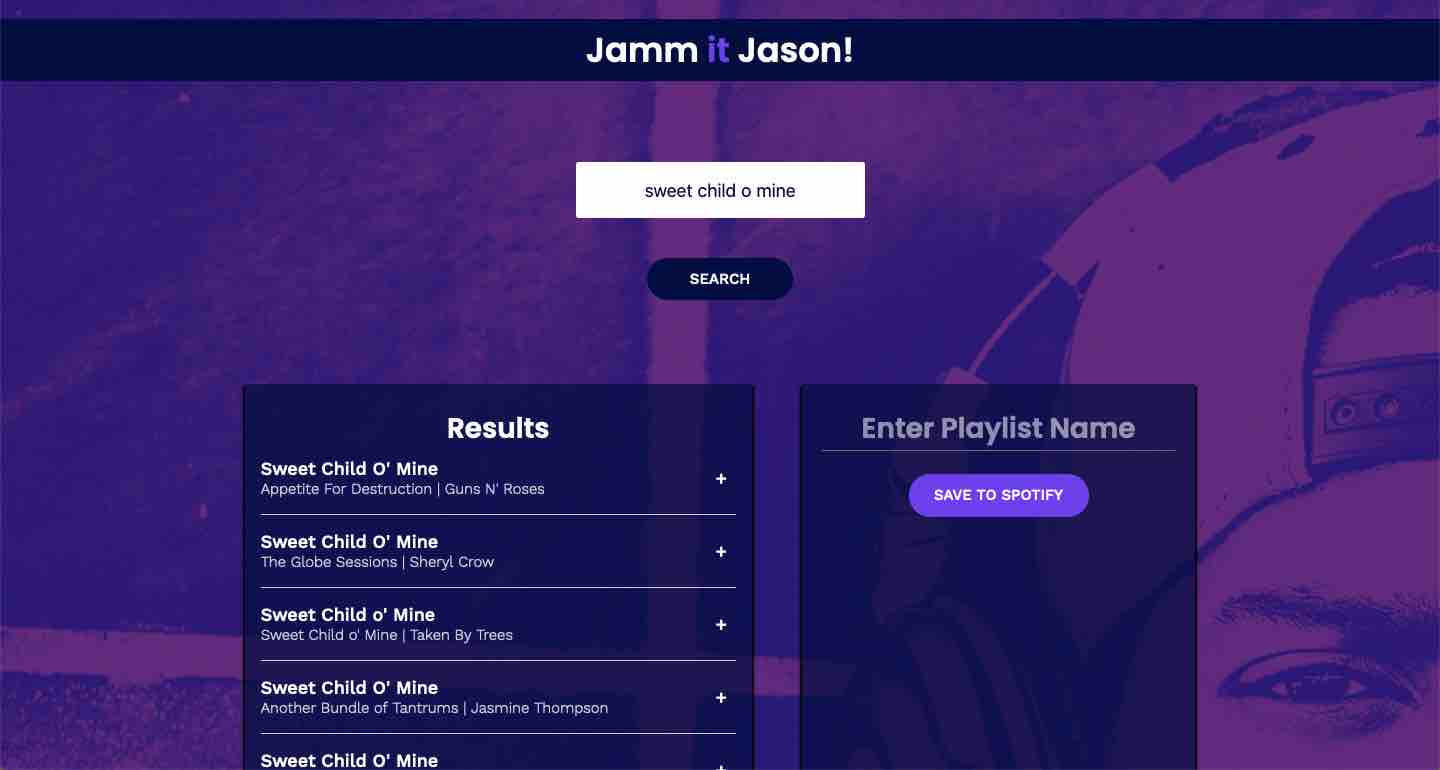 Jamm it Jason!
sweet child o mine
SEARCH
Results
Sweet Child O' Mine
Appetite For Destruction | Guns N' Roses
+
Sweet Child O' Mine
The Globe Sessions | Sheryl Crow
+
Sweet Child o' Mine
Sweet Child o' Mine | Taken By Trees
+
Sweet Child O' Mine
Another Bundle of Tantrums | Jasmine Thompson
+
Sweet Child O' Mine
Enter Playlist Name
SAVE TO SPOTIFY